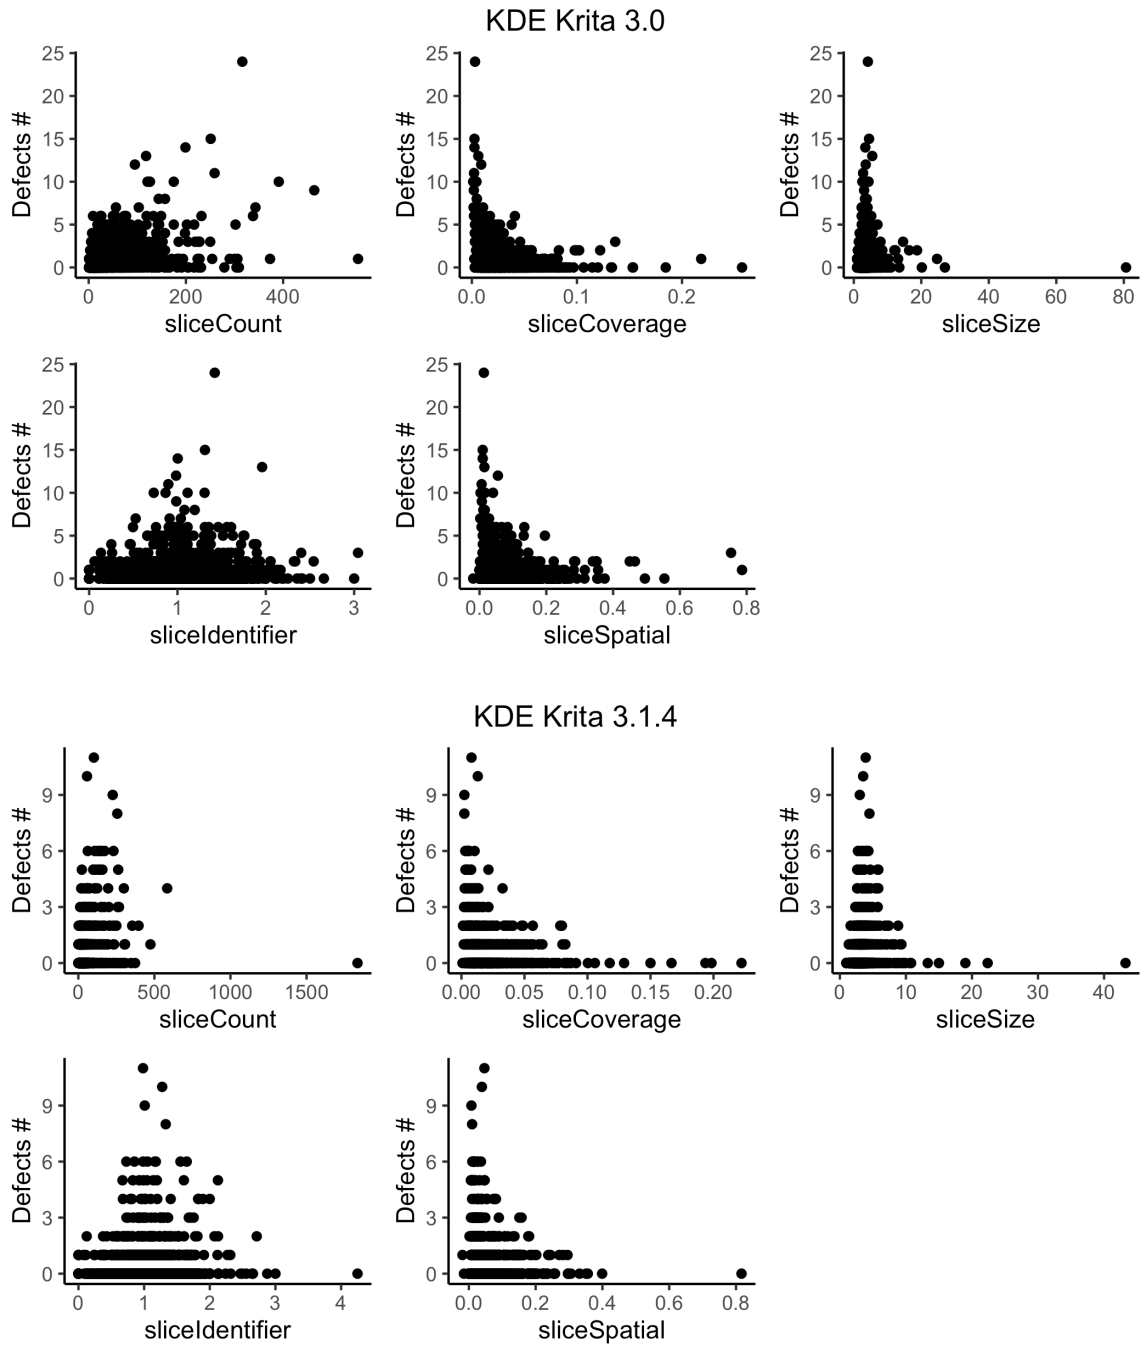 KDE Krita 3.0
25
20
15
10
5
0
Defects #
0 200 400
sliceCount
25
20
15
10
5
0
Defects #
0.0 0.1 0.2
sliceCoverage
25
20
15
10
5
0
Defects #
0 20 40 60 80
sliceSize
25
20
15
10
5
0
Defects #
0 1 2 3
sliceIdentifier
25
20
15
10
5
0
Defects #
0.0 0.2 0.4 0.6 0.8
sliceSpatial
KDE Krita 3.1.4
9
6
3
0
Defects #
0 500 1000 1500
sliceCount
9
6
3
0
Defects #
0.00 0.05 0.10 0.15 0.20
sliceCoverage
9
6
3
0
Defects #
0 10 20 30 40
sliceSize
9
6
3
0
Defects #
0 1 2 3 4
sliceIdentifier
9
6
3
0
Defects #
0.0 0.2 0.4 0.6 0.8
sliceSpatial